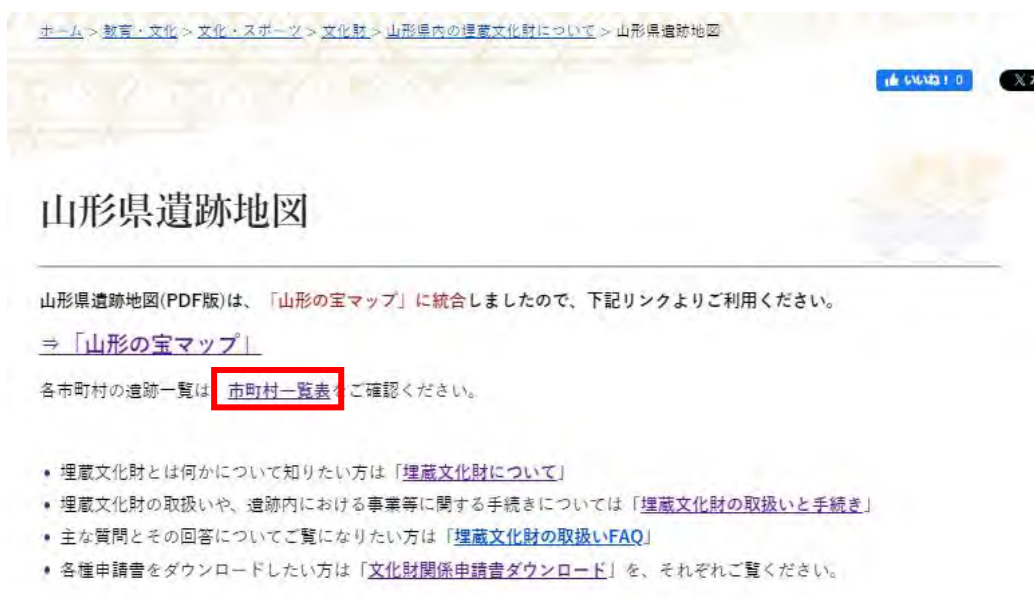 ホーム > 教育・文化 > 文化・スポーツ > 文化財 > 山形県内の埋蔵文化財について > 山形県遺跡地図
いいね！ 0
山形県遺跡地図
山形県遺跡地図(PDF版)は、「山形の宝マップ」に統合しましたので、下記リンクよりご利用ください。
⇒「山形の宝マップ」
各市町村の遺跡一覧は 市町村一覧表をご確認ください。
• 埋蔵文化財とは何かについて知りたい方は「埋蔵文化財について」
• 埋蔵文化財の取扱いや、遺跡内における事業等に関する手続きについては「埋蔵文化財の取扱いと手続き」
• 主な質問とその回答についてご覧になりたい方は「埋蔵文化財の取扱いFAQ」
• 各種申請書をダウンロードしたい方は「文化財関係申請書ダウンロード」を、それぞれご覧ください。